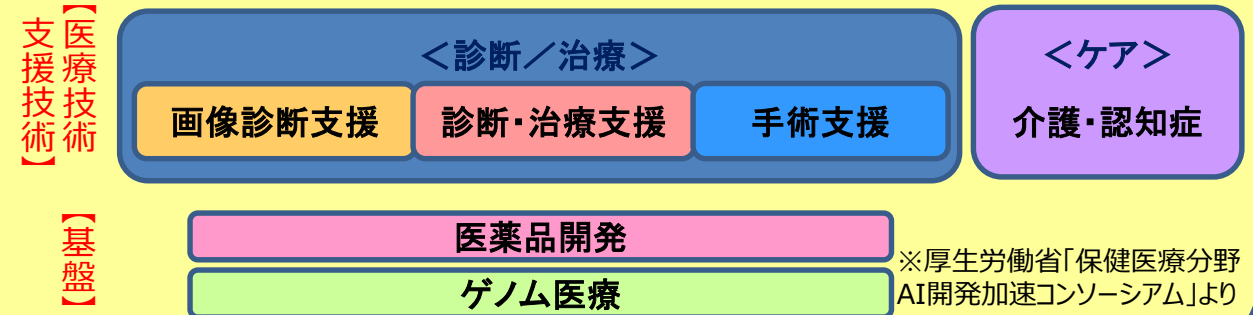 【医療技術
支援技術】
＜診断／治療＞
画像診断支援
診断・治療支援
手術支援
＜ケア＞
介護・認知症
【基盤】
医薬品開発
ゲノム医療
※厚生労働省「保健医療分野
AI開発加速コンソーシアム」より